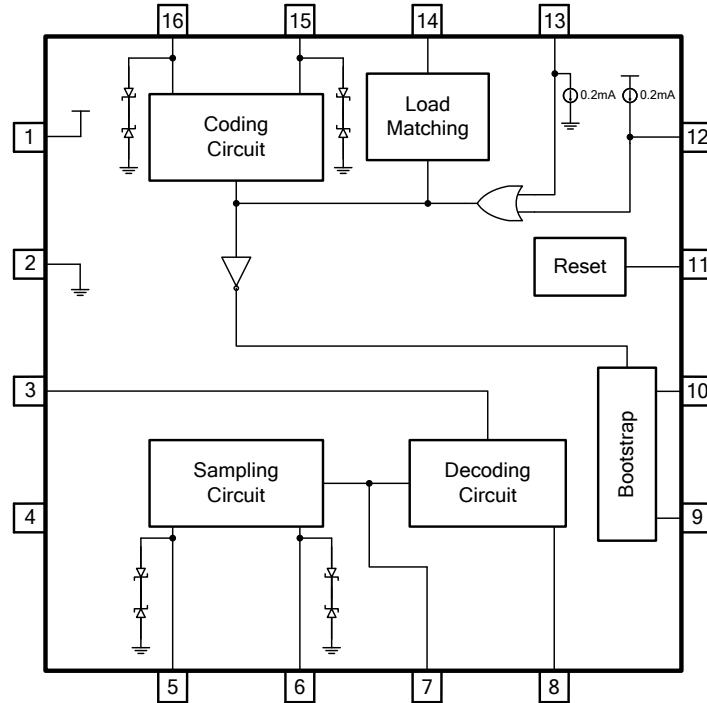 16
15
14
13
0.2mA
0.2mA
Coding
Circuit
Load
Matching
1
12
2
Reset
11
3
10
Bootstrap
Sampling
Circuit
Decoding
Circuit
4
9
5
6
7
8